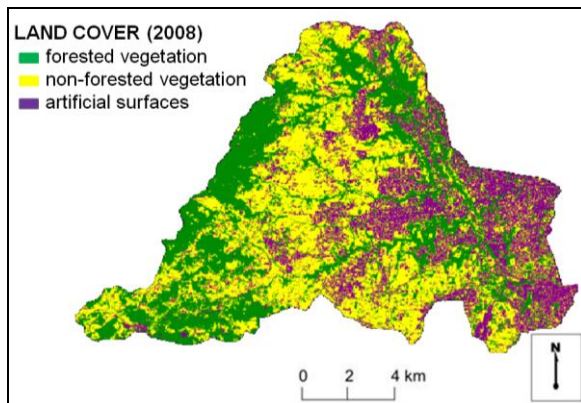 LAND COVER (2008)
forested vegetation
non-forested vegetation
artificial surfaces
N
0 2 4 km